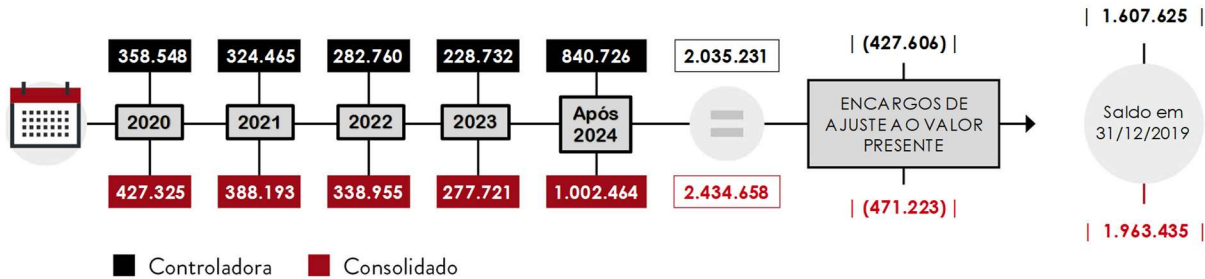 | 1.607.625 |
358.548 324.465 282.760 228.732 840.726 2.035.231 | (427.606) |
2020 2021 2022 2023 Após 2024 = ENCARGOS DE AJUSTE AO VALOR PRESENTE Saldo em 31/12/2019
427.325 388.193 338.955 277.721 1.002.464 2.434.658 | (471.223) |
| 1.963.435 |
Controladora Consolidado